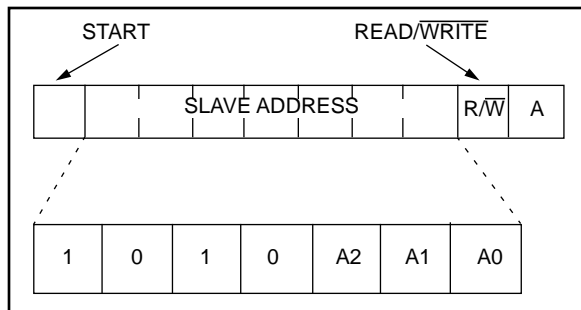 START READ/WRITE
SLAVE ADDRESS R/W A
1 0 1 0 A2 A1 A0